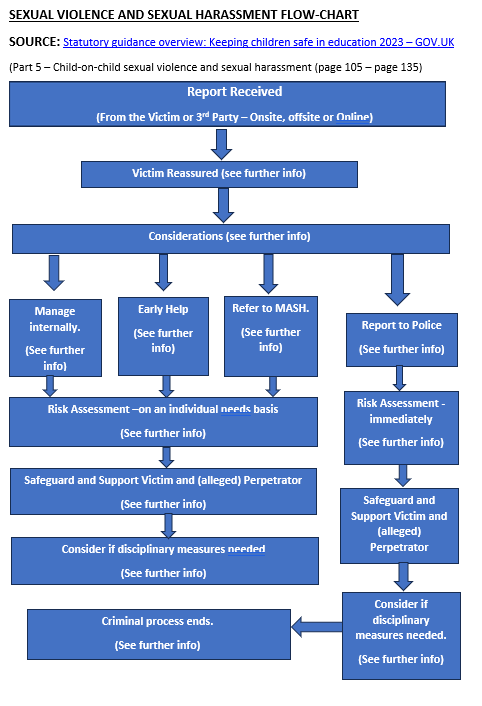 SEXUAL VIOLENCE AND SEXUAL HARASSMENT FLOW-CHART
SOURCE: Statutory guidance overview: Keeping children safe in education 2023 – GOV.UK
(Part 5 – Child-on-child sexual violence and sexual harassment (page 105 – page 135)
Report Received
(From the Victim or 3rd Party – Onsite, offsite or Online)
Victim Reassured (see further info)
Considerations (see further info)
Manage
internally.
(See further
info)
Early Help
(See further
info)
Refer to MASH.
(See further
info)
Report to Police
(See further info)
Risk Assessment –on an individual needs basis
(See further info)
Risk Assessment -
immediately
(See further info)
Safeguard and Support Victim and (alleged) Perpetrator
(See further info)
Safeguard and
Support Victim and
(alleged)
Perpetrator
Consider if disciplinary measures needed
(See further info)
Consider if
disciplinary
measures needed.
(See further info)
Criminal process ends.
(See further info)